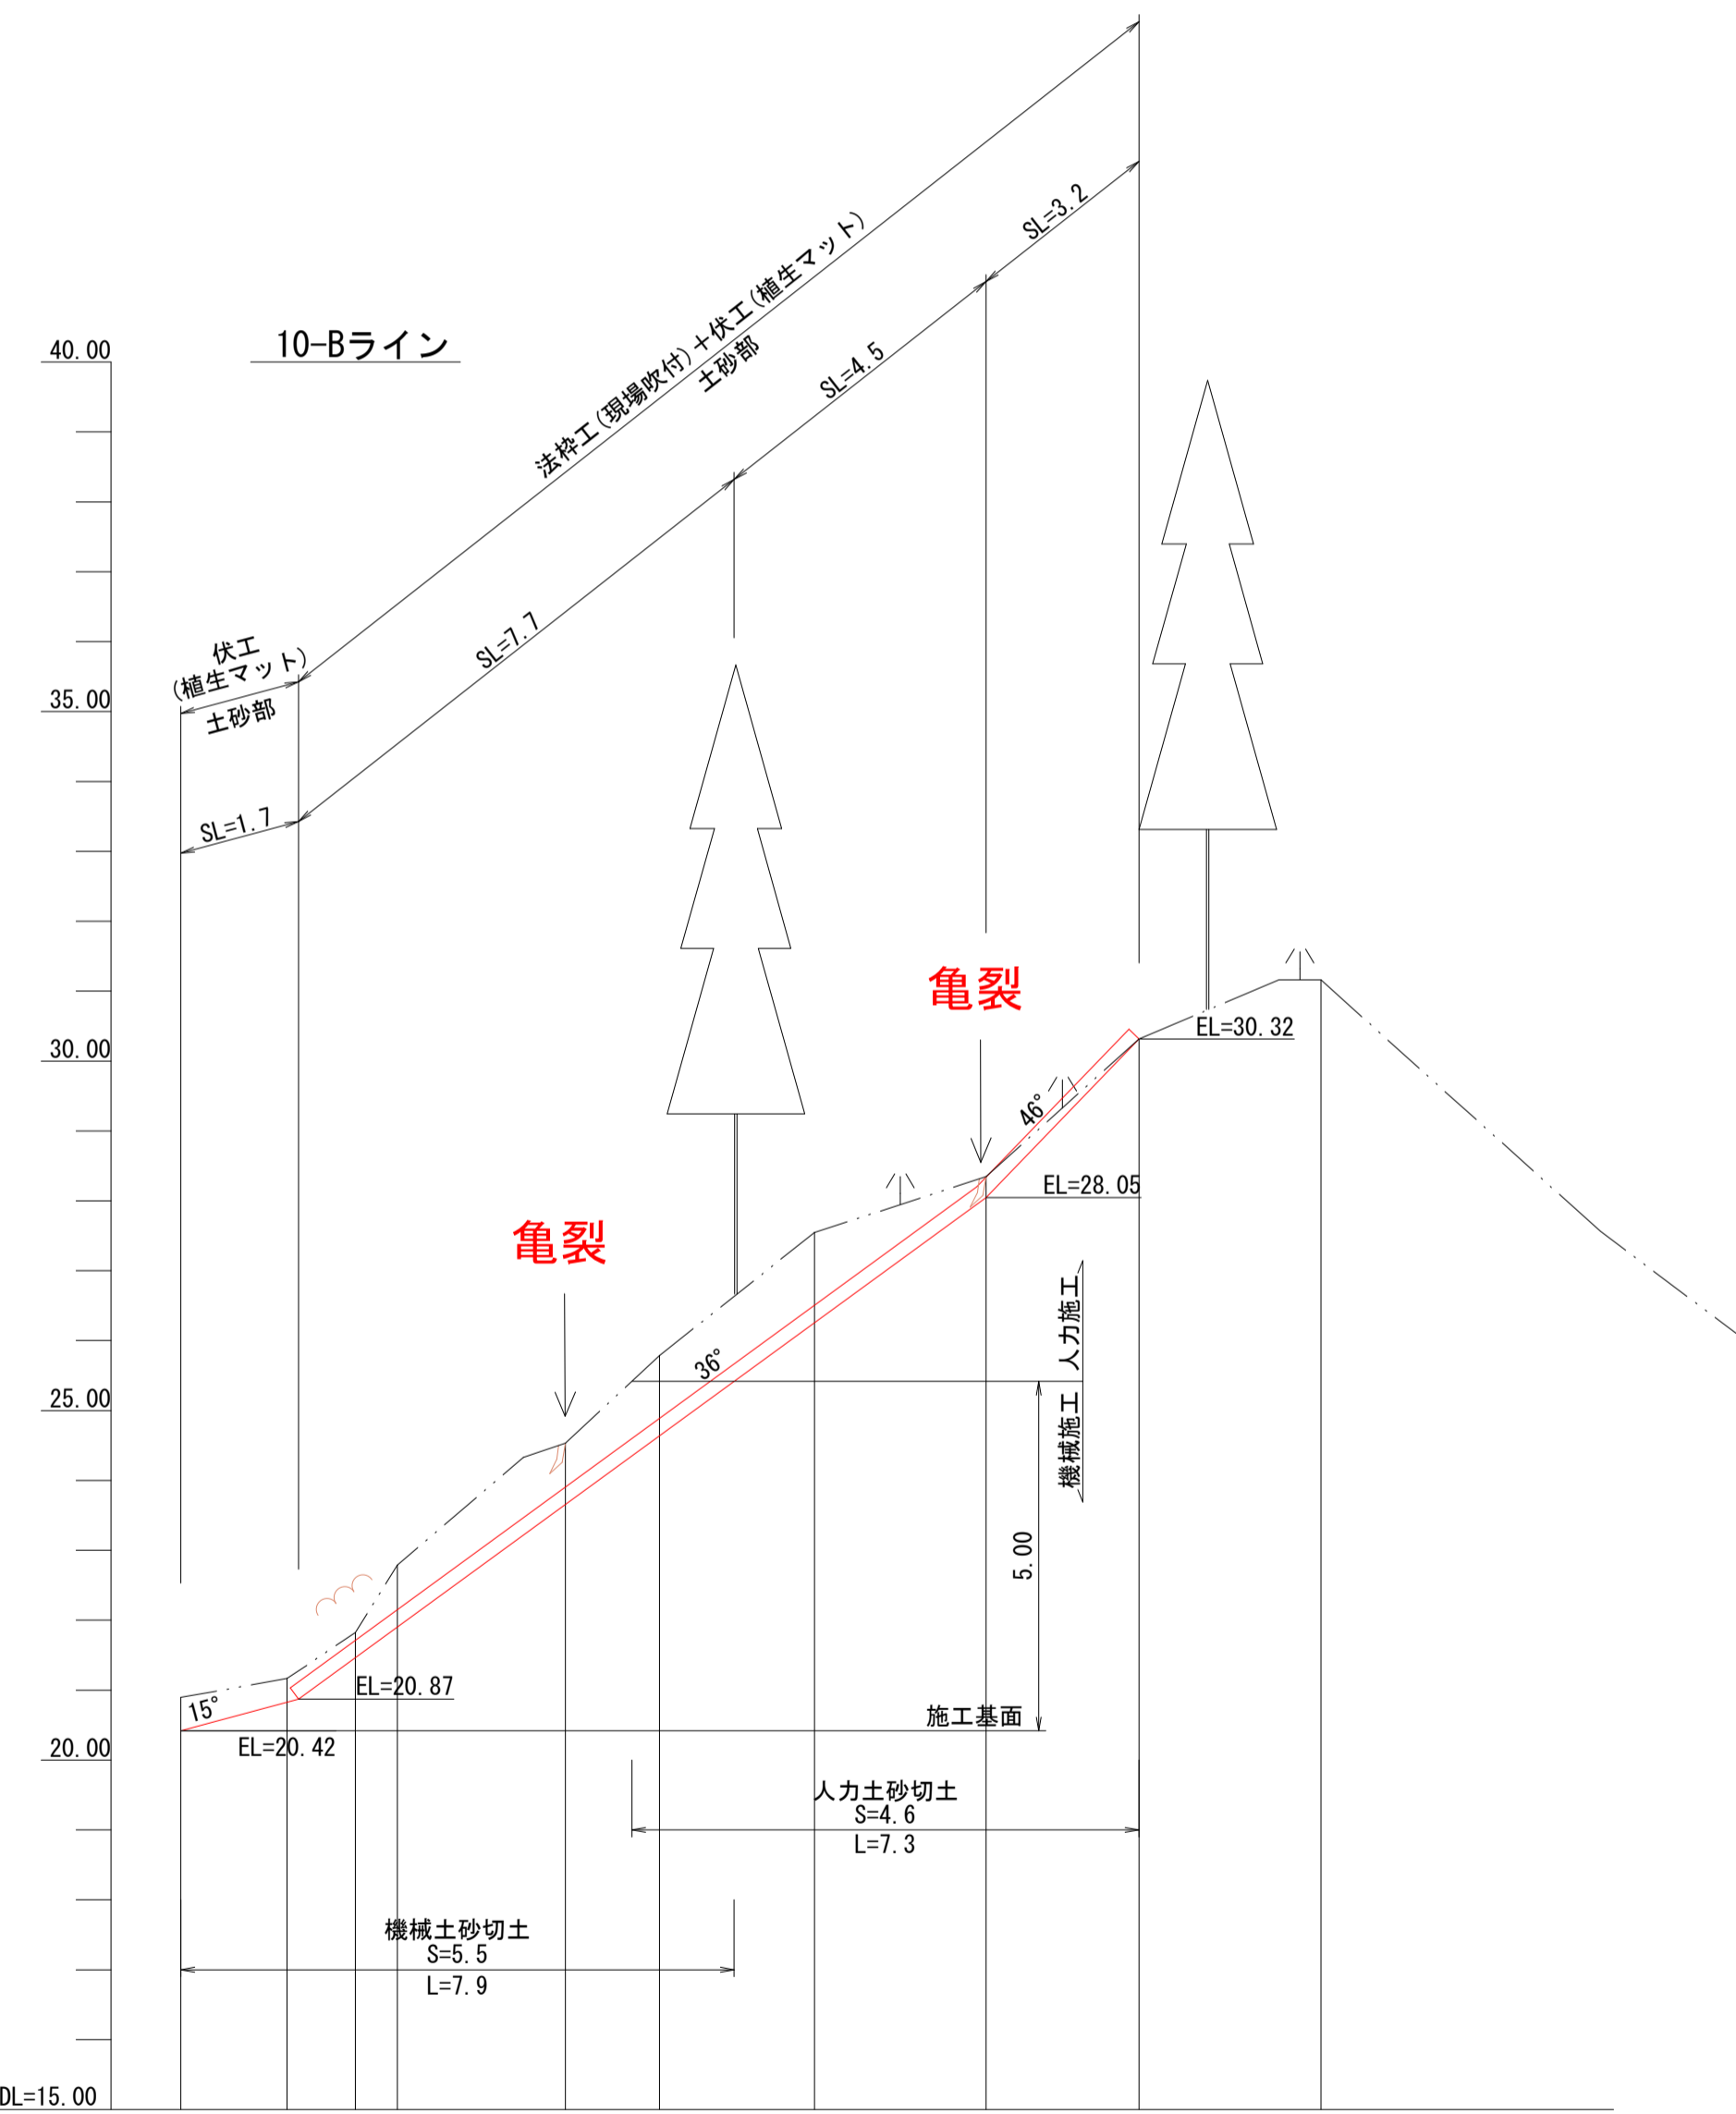 10-Bライン
法枠工(現場吹付)＋伏工(植生マット)
土砂部
SL=3.2
SL=4.5
SL=7.7
伏工
(植生マット)
土砂部
SL=1.7
40.00
35.00
30.00
25.00
20.00
DL=15.00
亀裂
亀裂
EL=30.32
46°
EL=28.05
36°
人力施工
機械施工
5.00
15°
EL=20.87
施工基面
EL=20.42
人力土砂切土
S=4.6
L=7.3
機械土砂切土
S=5.5
L=7.9